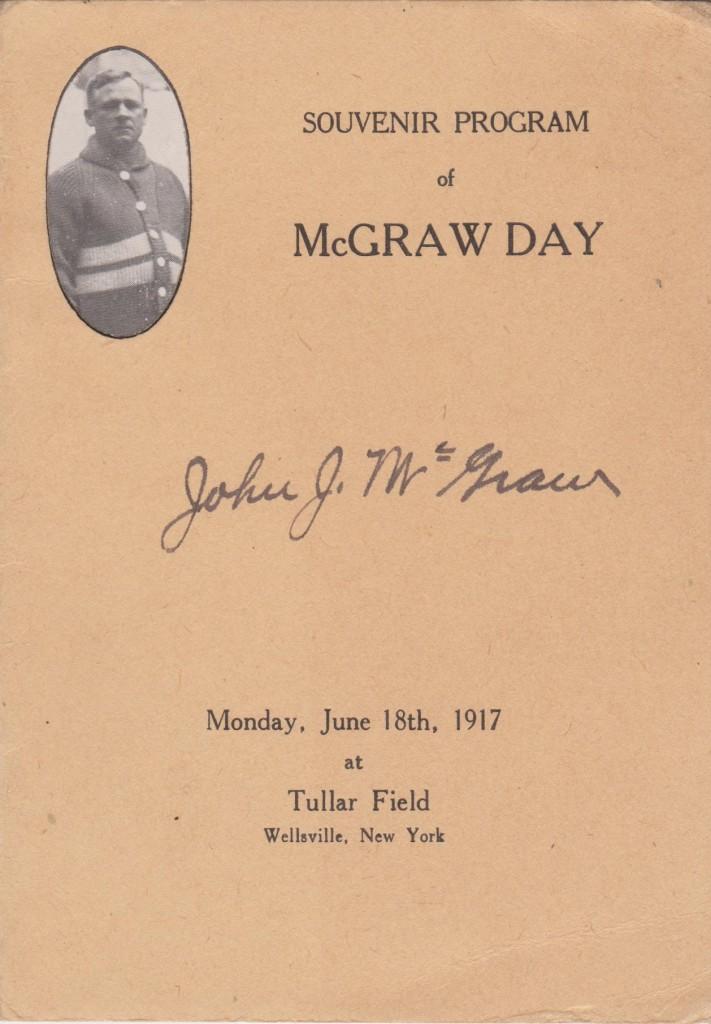 SOUVENIR PROGRAM
of
McGRAW DAY
John J. McGraw
Monday, June 18th, 1917
at
Tullar Field
Wellsville, New York